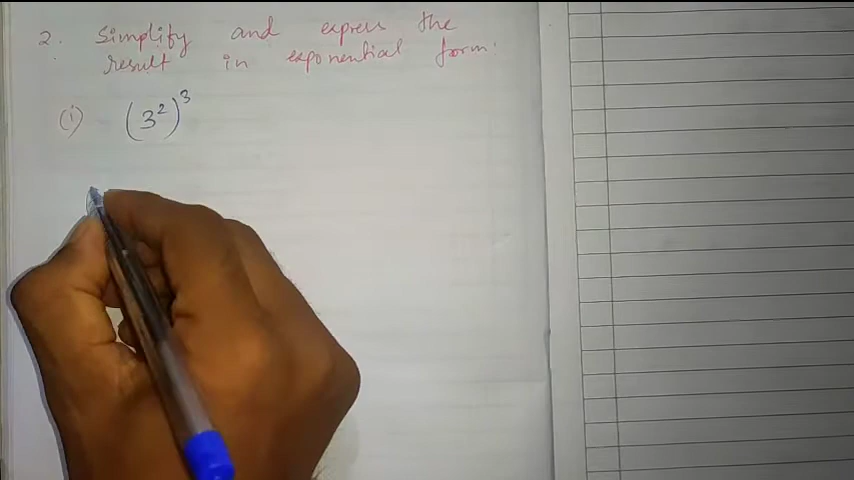 2. Simplify and express the
result in exponential form.
(i) (3²)³